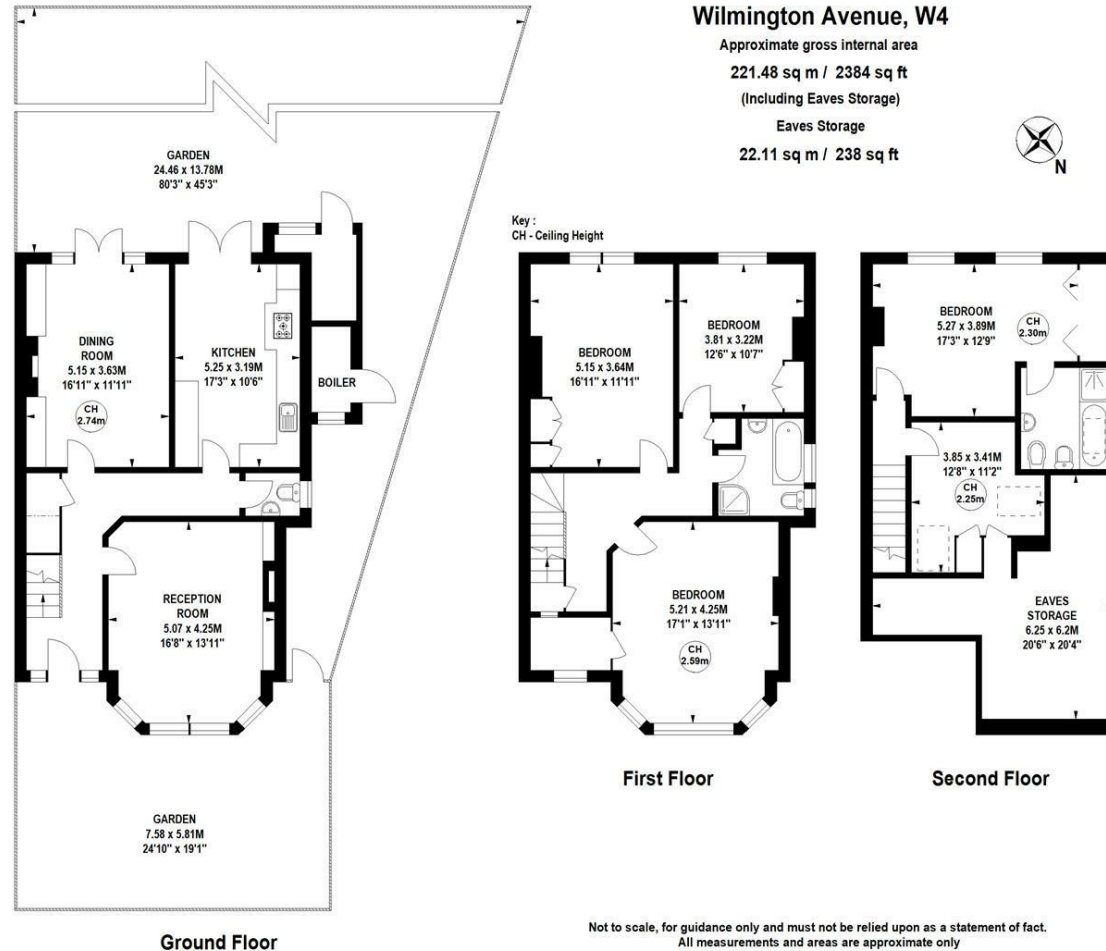 Wilmington Avenue, W4
Approximate gross internal area
221.48 sq m / 2384 sq ft
(Including Eaves Storage)
Eaves Storage
22.11 sq m / 238 sq ft
N
Key :
CH - Ceiling Height
GARDEN
24.46 x 13.78M
80'3" x 45'3"
DINING
ROOM
5.15 x 3.63M
16'11" x 11'11"
CH
2.74m
KITCHEN
5.25 x 3.19M
17'3" x 10'6"
BOILER
RECEPTION
ROOM
5.07 x 4.25M
16'8" x 13'11"
GARDEN
7.58 x 5.81M
24'10" x 19'1"
Ground Floor
BEDROOM
5.15 x 3.64M
16'11" x 11'11"
BEDROOM
3.81 x 3.22M
12'6" x 10'7"
BEDROOM
5.21 x 4.25M
17'1" x 13'11"
CH
2.59m
First Floor
BEDROOM
5.27 x 3.89M
17'3" x 12'9"
CH
2.30m
3.85 x 3.41M
12'8" x 11'2"
CH
2.25m
EAVES
STORAGE
6.25 x 6.2M
20'6" x 20'4"
Second Floor
Not to scale, for guidance only and must not be relied upon as a statement of fact.
All measurements and areas are approximate only